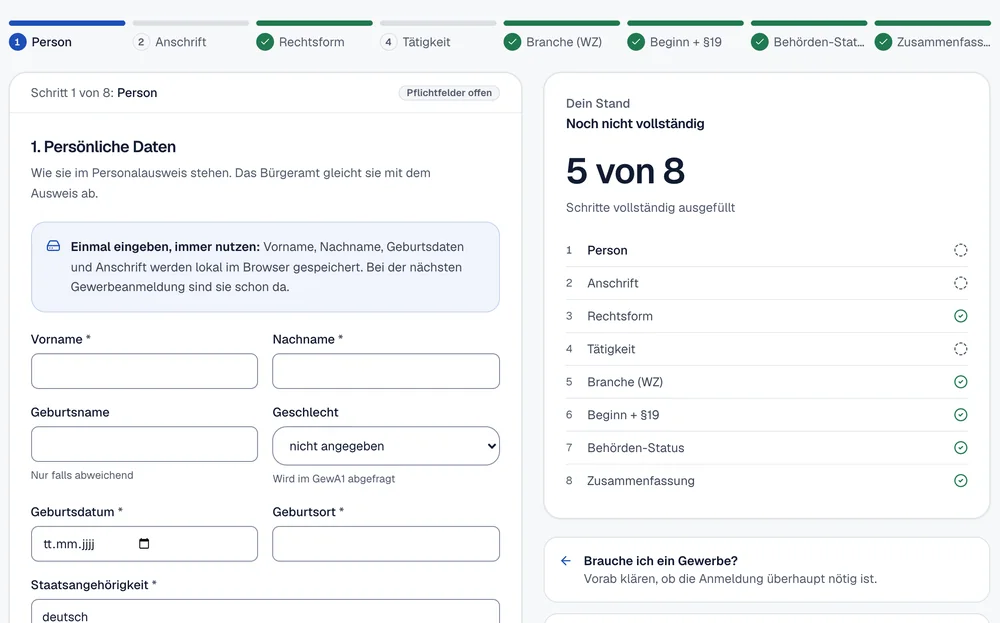 1 Person
2 Anschrift
Rechtsform
4 Tätigkeit
Branche (WZ)
Beginn + §19
Behörden-Stat...
Zusammenfass...
Schritt 1 von 8: Person
Pflichtfelder offen
1. Persönliche Daten
Wie sie im Personalausweis stehen. Das Bürgeramt gleicht sie mit dem
Ausweis ab.
Einmal eingeben, immer nutzen: Vorname, Nachname, Geburtsdaten
und Anschrift werden lokal im Browser gespeichert. Bei der nächsten
Gewerbeanmeldung sind sie schon da.
Vorname *
Nachname *
Geburtsname
Geschlecht
nicht angegeben
Nur falls abweichend
Wird im GewA1 abgefragt
Geburtsdatum *
Geburtsort *
tt.mm.jjjj
Staatsangehörigkeit *
deutsch
Dein Stand
Noch nicht vollständig
5 von 8
Schritte vollständig ausgefüllt
1 Person
2 Anschrift
3 Rechtsform
4 Tätigkeit
5 Branche (WZ)
6 Beginn + §19
7 Behörden-Status
8 Zusammenfassung
Brauche ich ein Gewerbe?
Vorab klären, ob die Anmeldung überhaupt nötig ist.